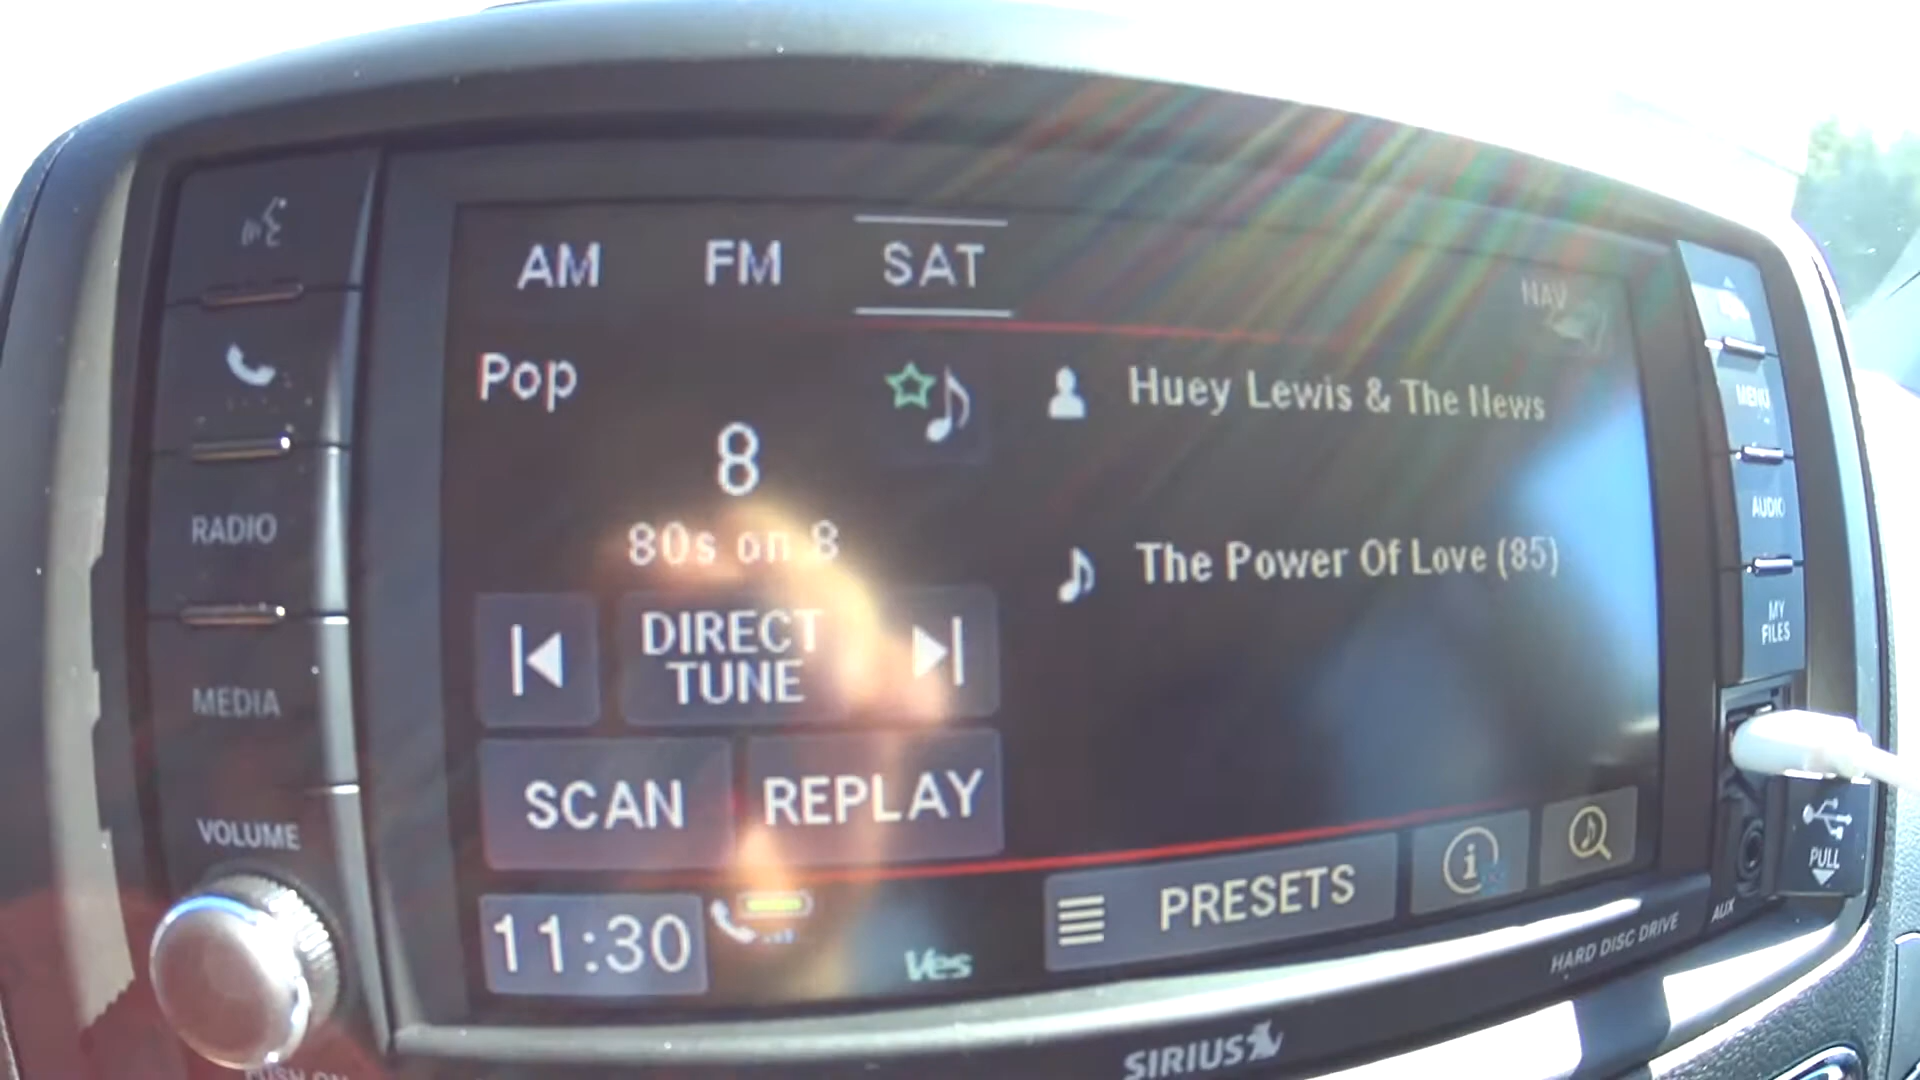 AM FM SAT
NAV
Pop
8
80s on 8
Huey Lewis & The News
The Power Of Love (85)
DIRECT
TUNE
SCAN REPLAY
11:30
Ves
PRESETS
i
RADIO
MEDIA
VOLUME
PUSH ON
MENU
AUDIO
MY
FILES
PULL
AUX
HARD DISC DRIVE
SIRIUS